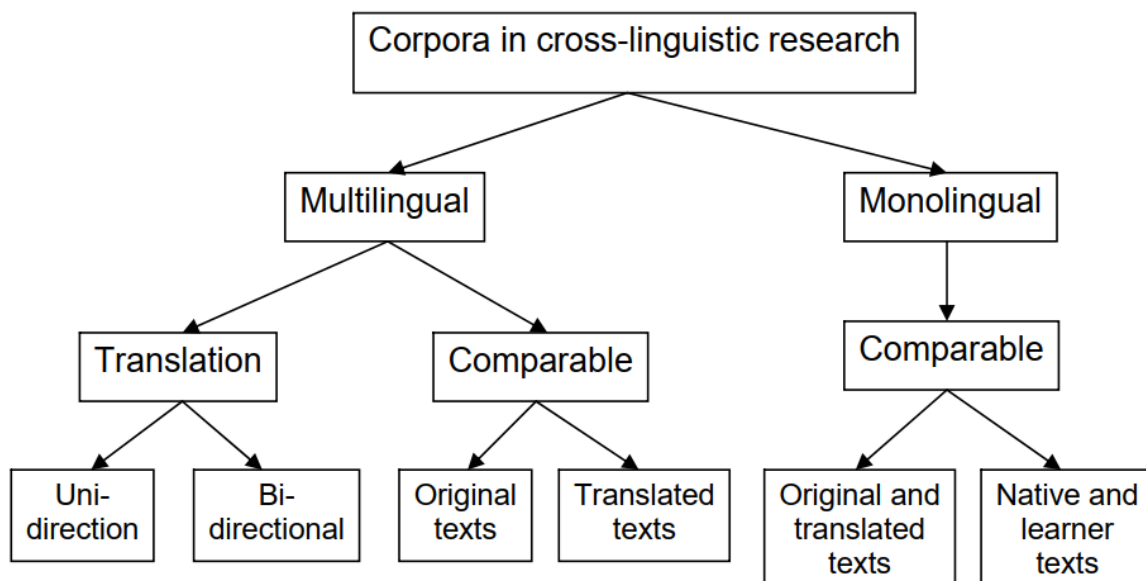 Corpora in cross-linguistic research
Multilingual
Monolingual
Translation
Comparable
Comparable
Uni-
direction
Bi-
directional
Original
texts
Translated
texts
Original and
translated
texts
Native and
learner
texts